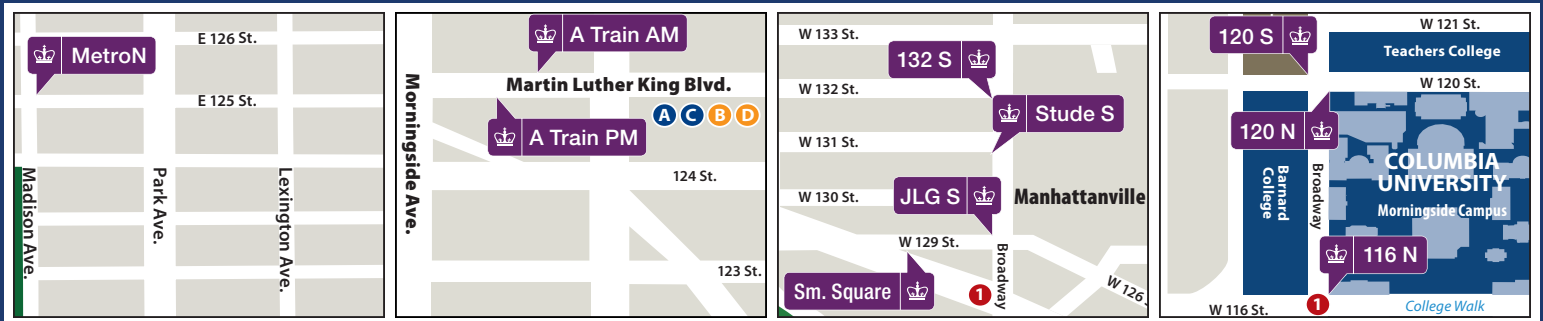 E 126 St.
MetroN
E 125 St.
Madison Ave.
Park Ave.
Lexington Ave.
A Train AM
Martin Luther King Blvd.
A C B D
A Train PM
Morningside Ave.
124 St.
123 St.
W 133 St.
132 S
W 132 St.
Stude S
W 131 St.
JLG S
Manhattanville
W 130 St.
W 129 St.
Broadway
Sm. Square
1
W 126
120 S
W 121 St.
Teachers College
W 120 St.
120 N
COLUMBIA
UNIVERSITY
Morningside Campus
Barnard
College
Broadway
116 N
W 116 St.
1
College Walk